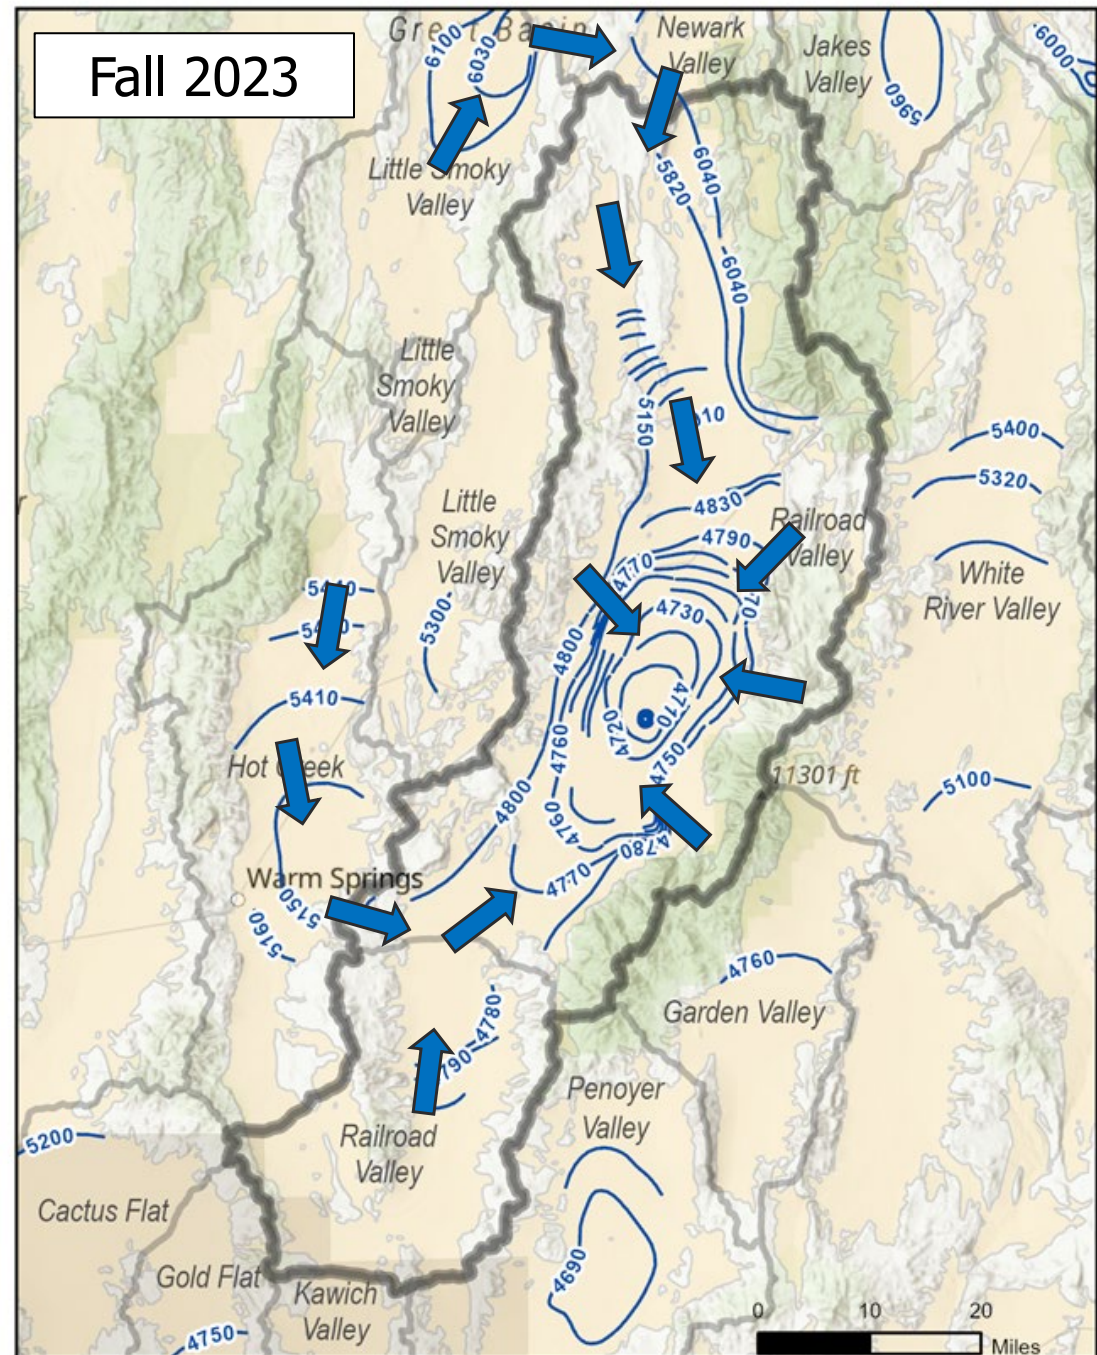 Fall 2023
Great Basin
Newark
Valley
Jakes
Valley
6100
6030
6000
5960
Little Smoky
Valley
5820
6040
6040
Little
Smoky
Valley
5150
10
5400
5320
4830
Little
Smoky
Valley
4790
Railroad
Valley
4770
70
White
River Valley
5410
5300
4730
4800
4710
4720
4750
4760
Hot Creek
11301 ft
5100
4800
4760
4780
4770
Warm Springs
5150
5160
4760
Garden Valley
4780
790
Penoyer
Valley
Railroad
Valley
5200
Cactus Flat
Gold Flat
Kawich
Valley
4690
4750
0 10 20
Miles